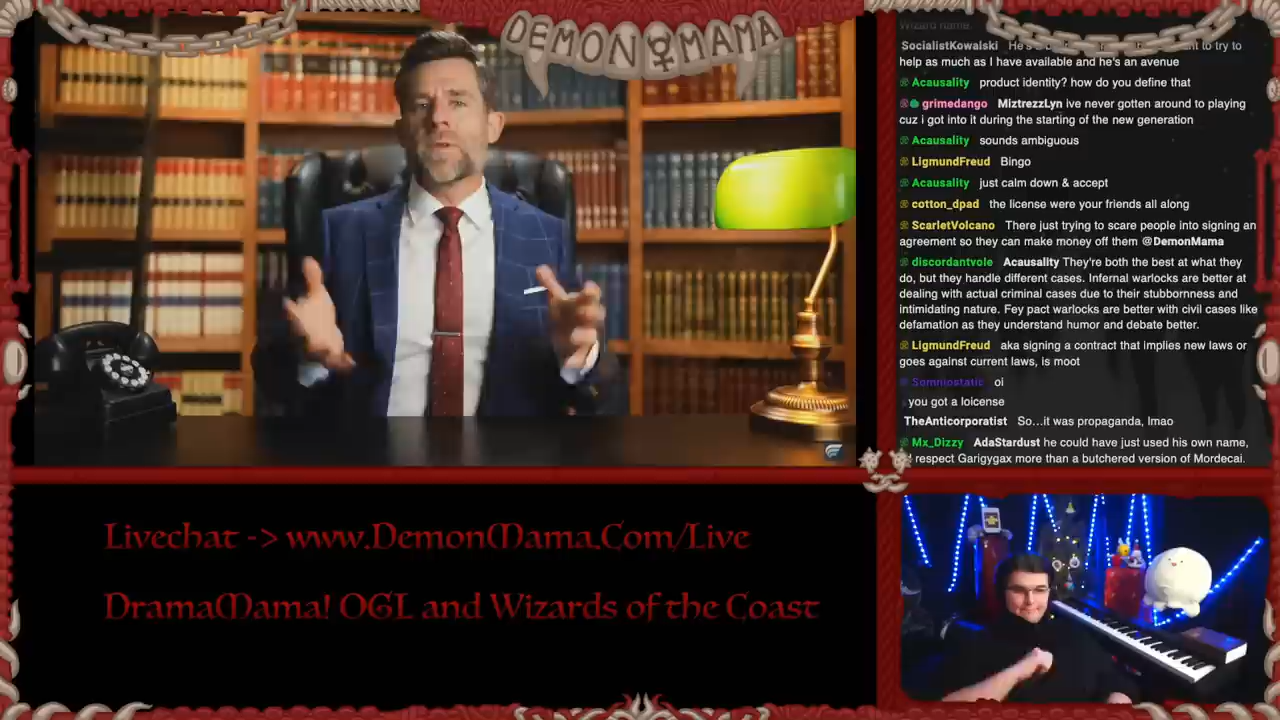 DEMON MAMA
Wizard name.
SocialistKowalski
help as much as I have available and he's an avenue
Acausality product identity? how do you define that
grimedango MiztrezzLyn ive never gotten around to playing
cuz i got into it during the starting of the new generation
Acausality sounds ambiguous
LigmundFreud Bingo
Acausality just calm down & accept
cotton_dpad the license were your friends all along
ScarletVolcano There just trying to scare people into signing an
agreement so they can make money off them @DemonMama
discordantvole Acausality They're both the best at what they
do, but they handle different cases. Infernal warlocks are better at
dealing with actual criminal cases due to their stubbornness and
intimidating nature. Fey pact warlocks are better with civil cases like
defamation as they understand humor and debate better.
LigmundFreud aka signing a contract that implies new laws or
goes against current laws, is moot
Somniostatic oi
you got a loicense
TheAnticorporatist So...it was propaganda, lmao
Mx_Dizzy AdaStardust he could have just used his own name,
respect Garigygax more than a butchered version of Mordecai.
Livechat -> www.DemonMama.Com/Live
DramaMama! OGL and Wizards of the Coast